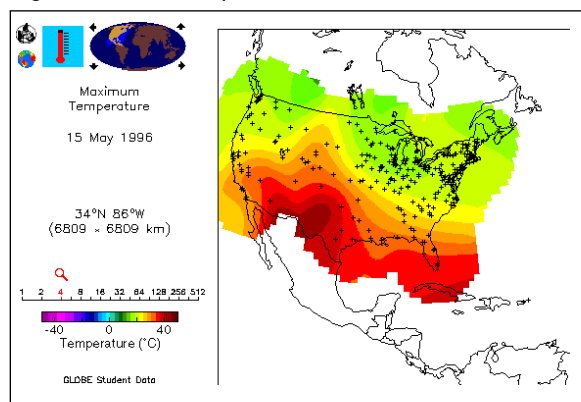 Maximum
Temperature
15 May 1996
34°N 86°W
(6809 × 6809 km)
1 2 4 8 16 32 64 128 256 512
-40 0 40
Temperature (°C)
GLOBE Student Data